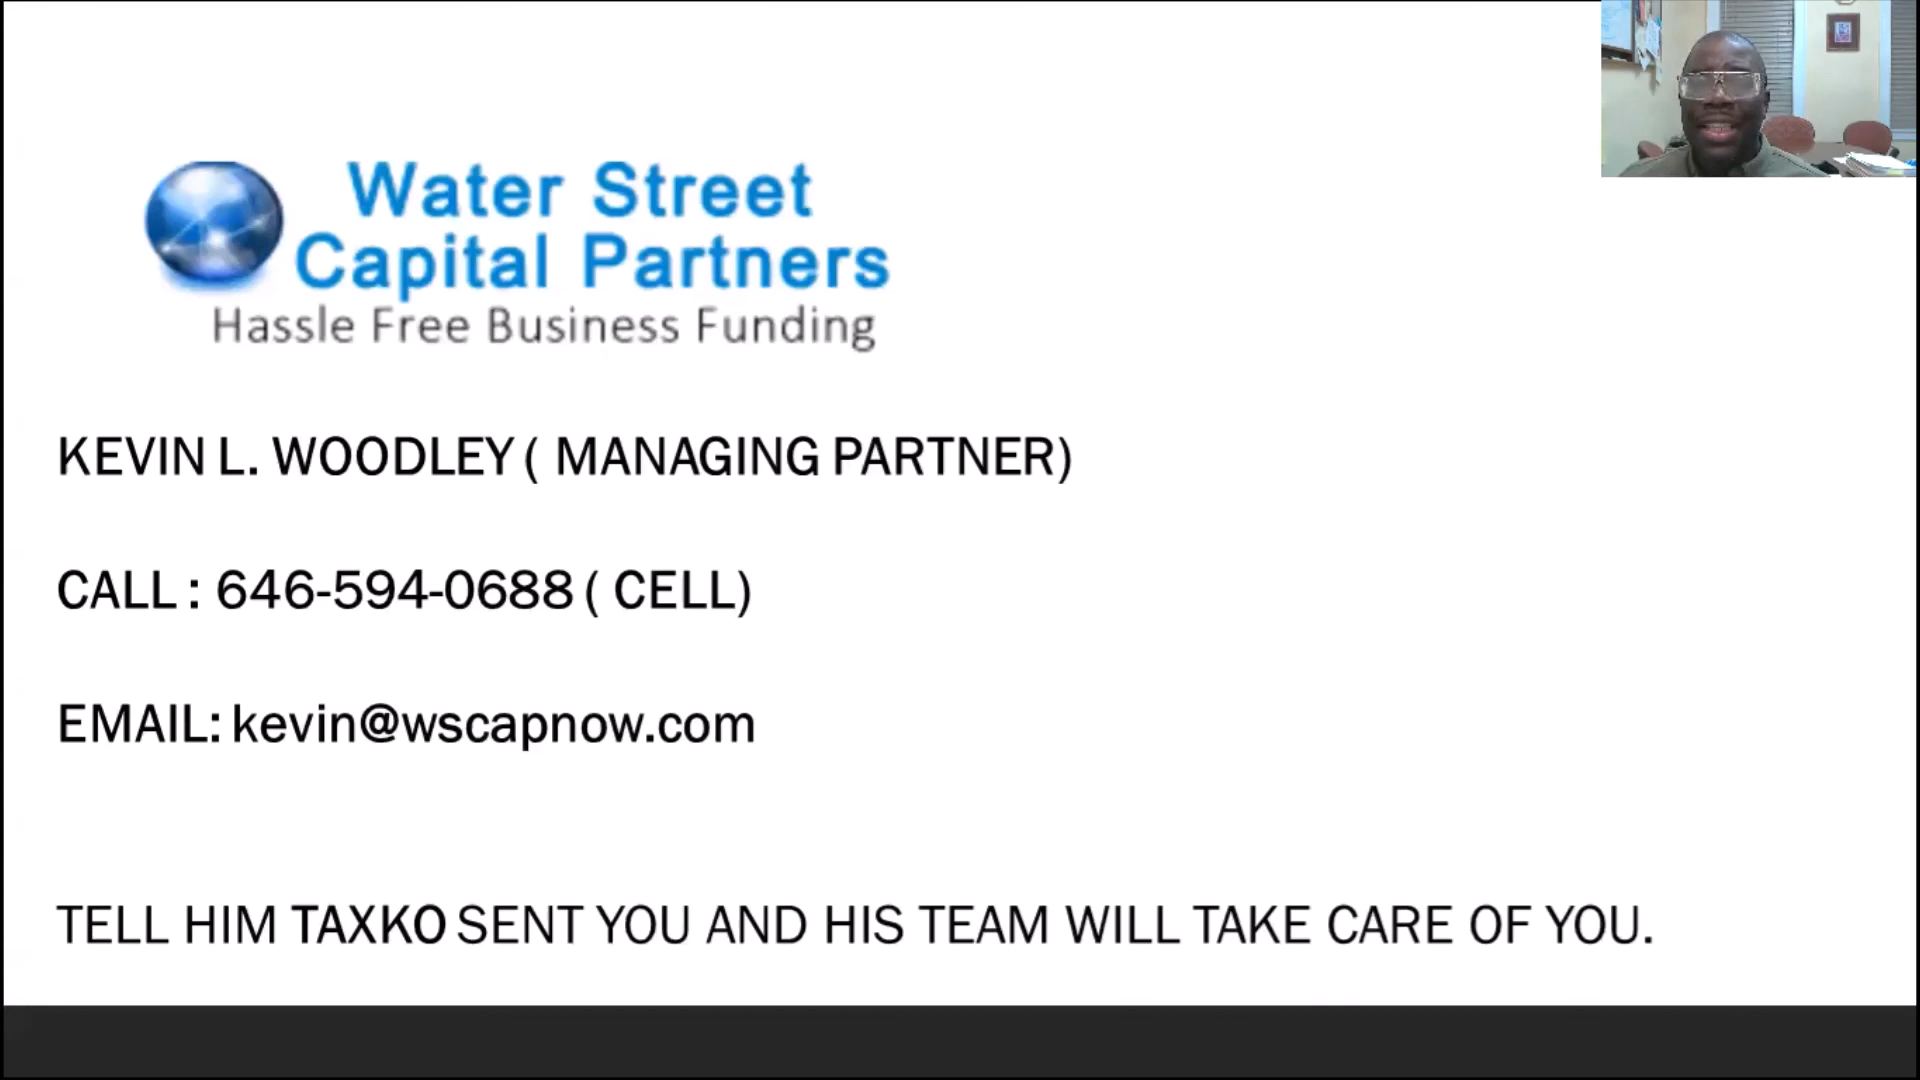 Water Street
Capital Partners
Hassle Free Business Funding
KEVIN L. WOODLEY ( MANAGING PARTNER)
CALL : 646-594-0688 ( CELL)
EMAIL: kevin@wscapnow.com
TELL HIM TAXKO SENT YOU AND HIS TEAM WILL TAKE CARE OF YOU.